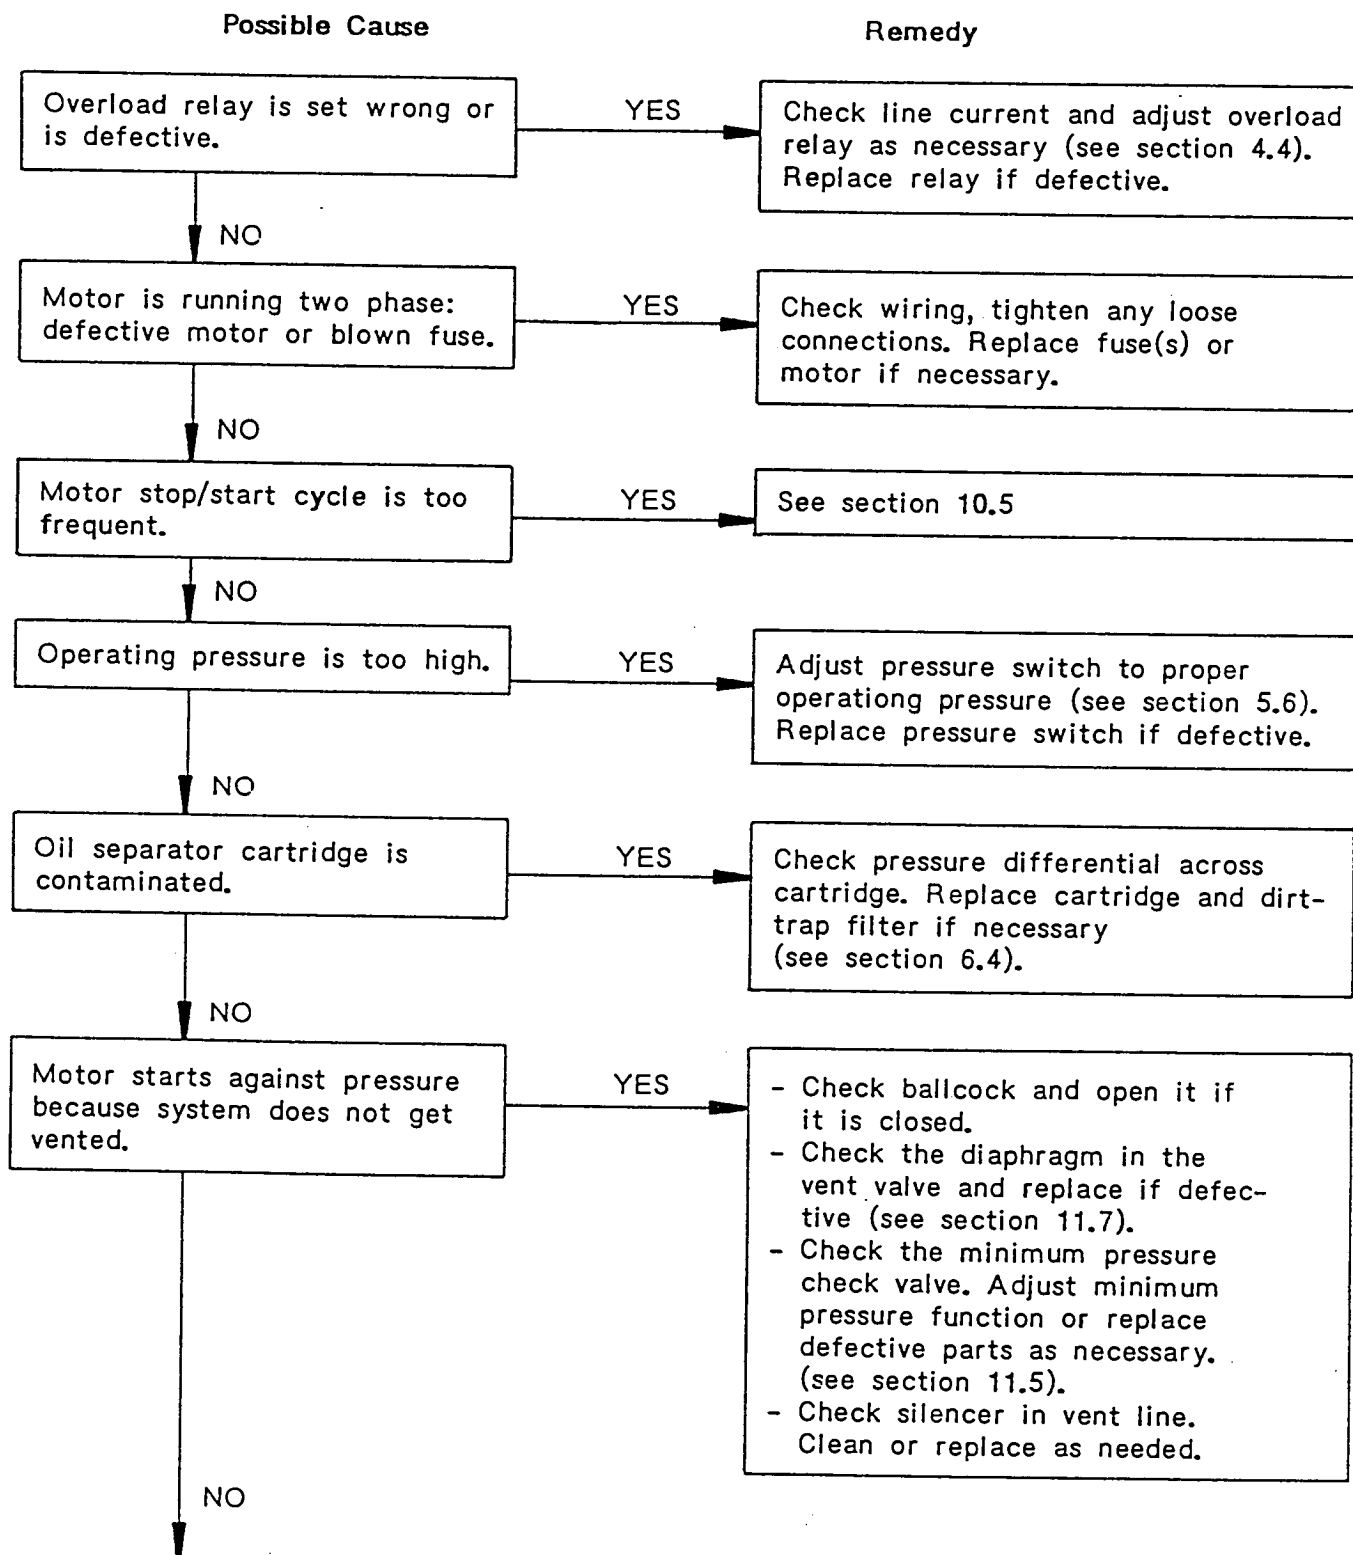 Possible Cause
Remedy
Overload relay is set wrong or
is defective.
YES
Check line current and adjust overload
relay as necessary (see section 4.4).
Replace relay if defective.
NO
Motor is running two phase:
defective motor or blown fuse.
YES
Check wiring, tighten any loose
connections. Replace fuse(s) or
motor if necessary.
NO
Motor stop/start cycle is too
frequent.
YES
See section 10.5
NO
Operating pressure is too high.
YES
Adjust pressure switch to proper
operationg pressure (see section 5.6).
Replace pressure switch if defective.
NO
Oil separator cartridge is
contaminated.
YES
Check pressure differential across
cartridge. Replace cartridge and dirt-
trap filter if necessary
(see section 6.4).
NO
Motor starts against pressure
because system does not get
vented.
YES
- Check ballcock and open it if
it is closed.
- Check the diaphragm in the
vent valve and replace if defec-
tive (see section 11.7).
- Check the minimum pressure
check valve. Adjust minimum
pressure function or replace
defective parts as necessary.
(see section 11.5).
- Check silencer in vent line.
Clean or replace as needed.
NO